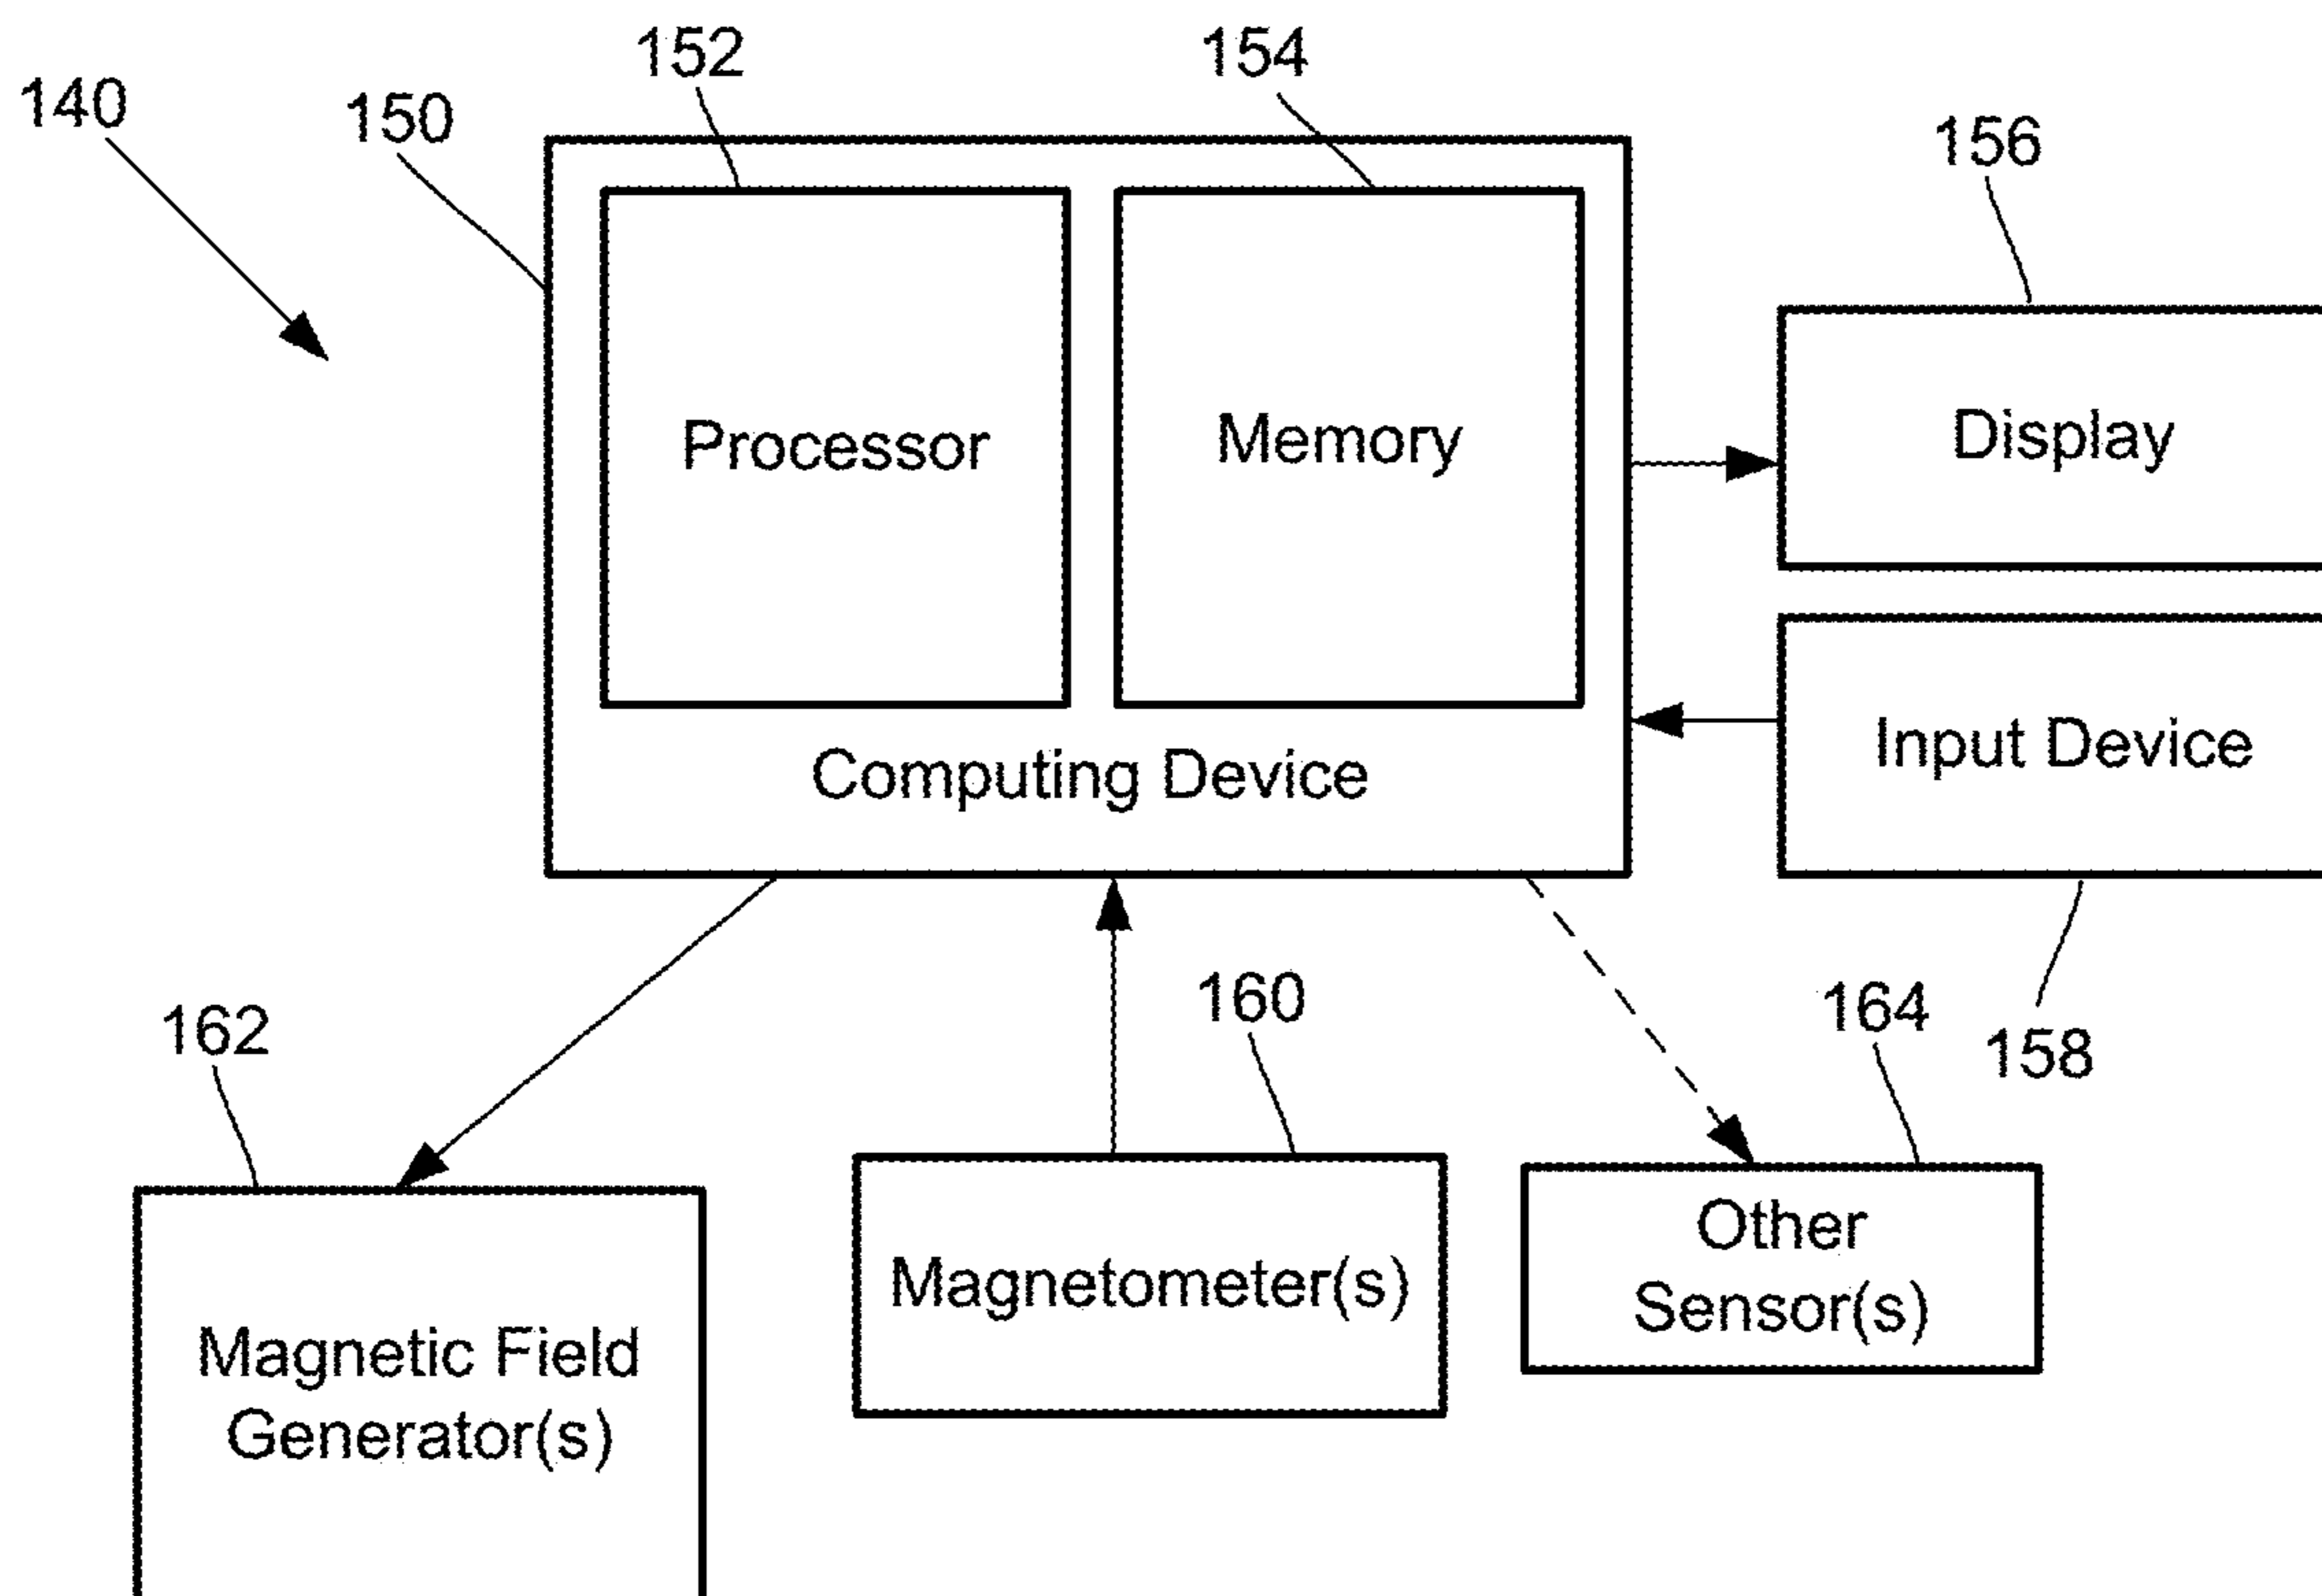 152
154
140
150
156
Processor
Memory
Display
Input Device
Computing Device
160
164
162
158
Other
Magnetometer(s)
Sensor(s)
Magnetic Field
Generator(s)